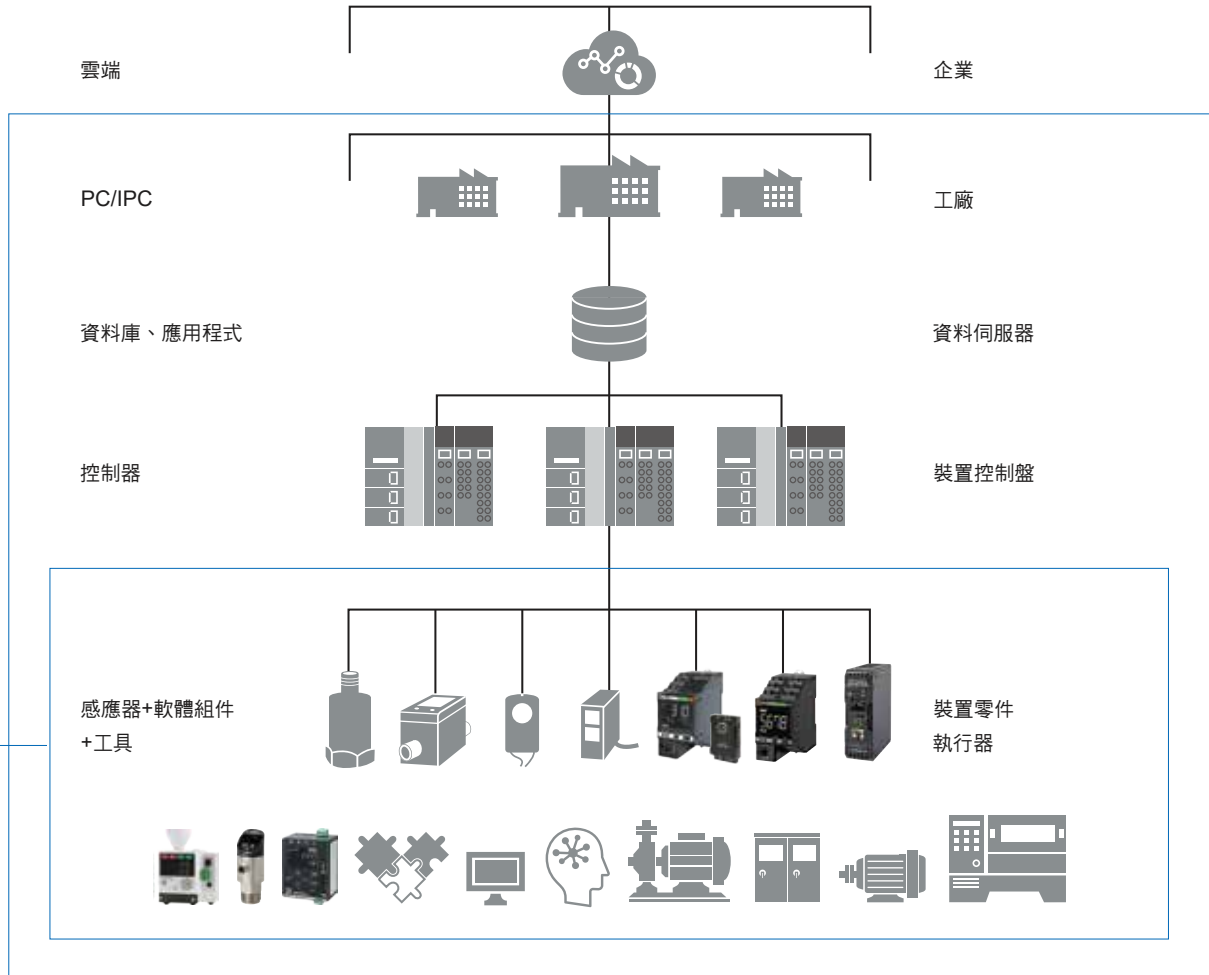 雲端
企業
PC/IPC
工廠
資料庫、應用程式
資料伺服器
控制器
裝置控制盤
感應器+軟體組件
+工具
裝置零件
執行器
5678